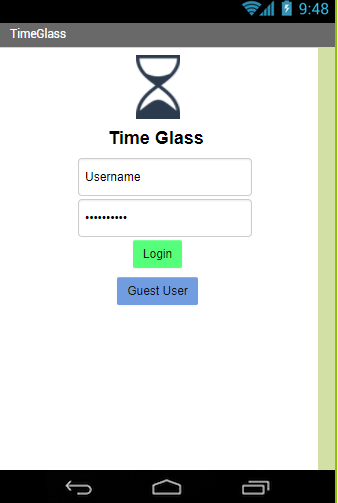 9:48
TimeGlass
Time Glass
Username
••••••••••
Login
Guest User